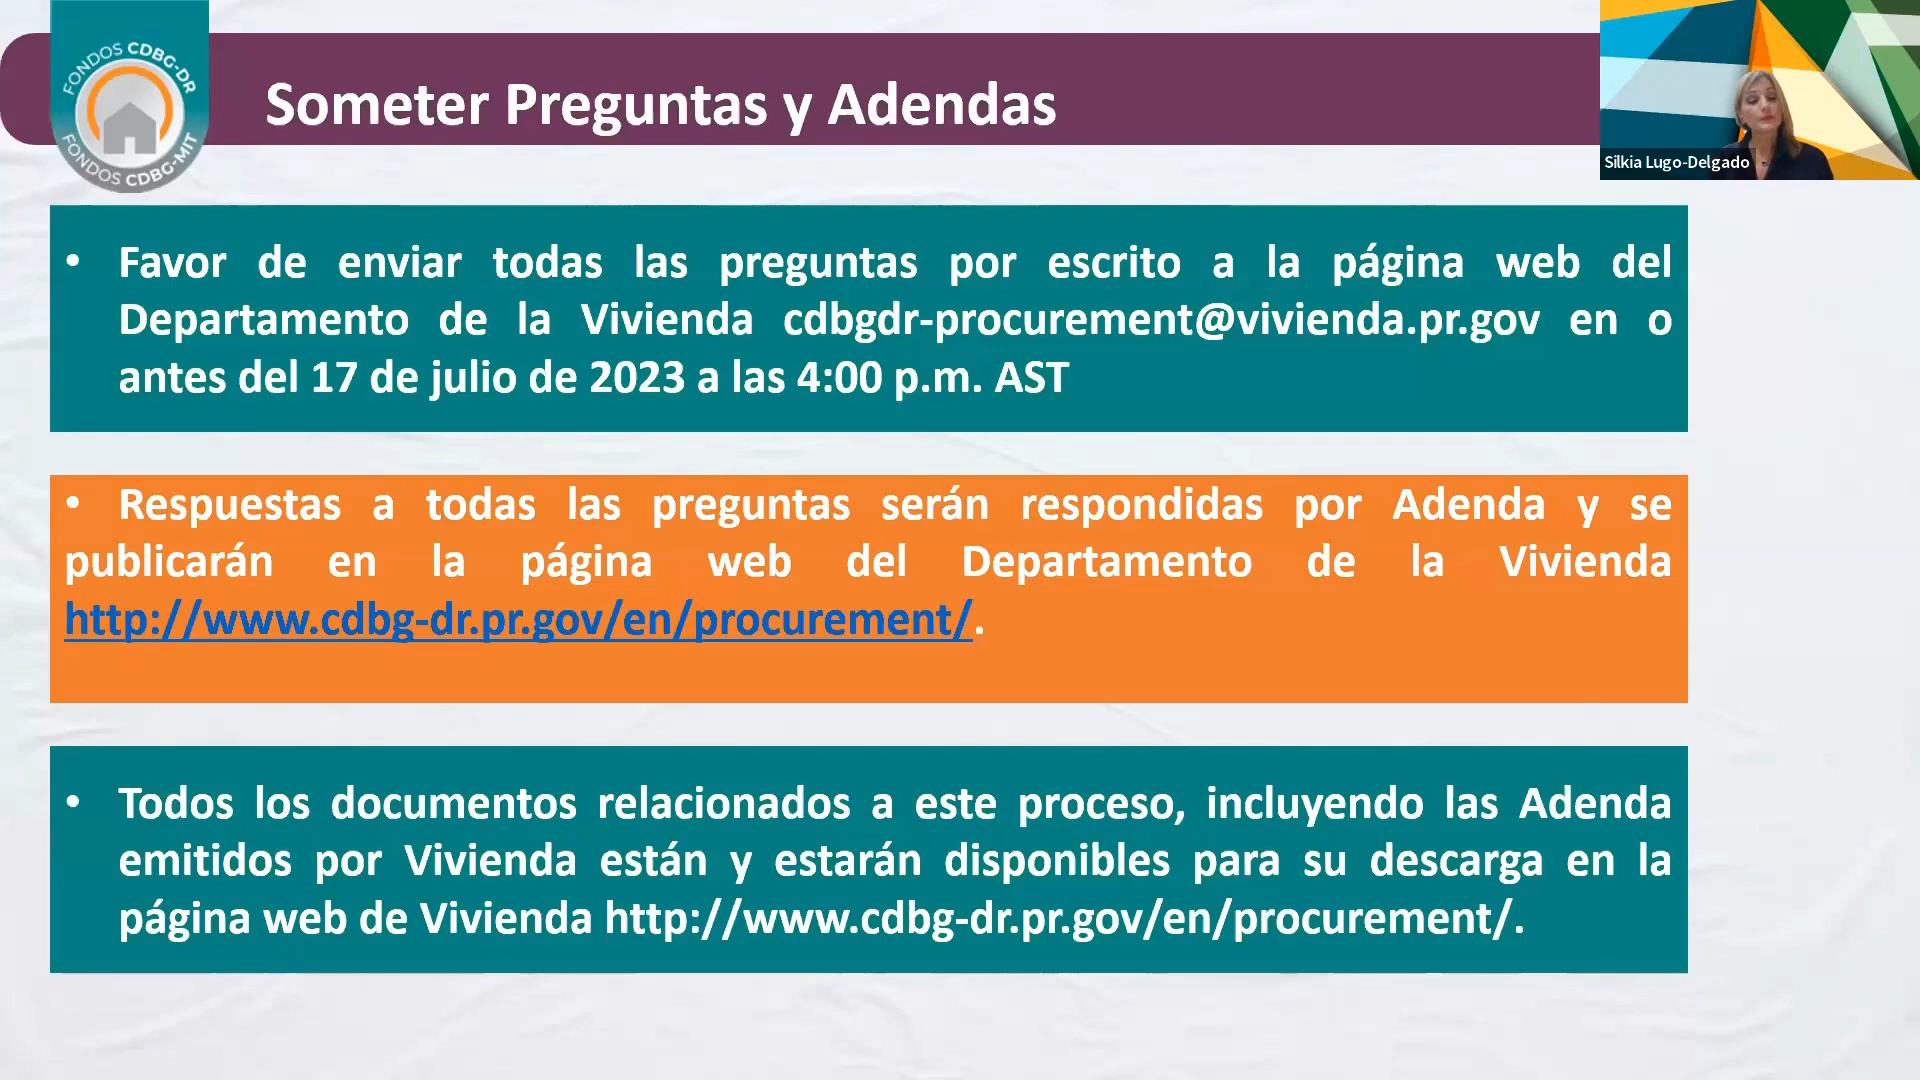 FONDOS CDBG-DR
FONDOS CDBG-MIT
Someter Preguntas y Adendas
Silkia Lugo-Delgado
• Favor de enviar todas las preguntas por escrito a la página web del
Departamento de la Vivienda cdbgdr-procurement@vivienda.pr.gov en o
antes del 17 de julio de 2023 a las 4:00 p.m. AST
• Respuestas a todas las preguntas serán respondidas por Adenda y se
publicarán en la página web del Departamento de la Vivienda
http://www.cdbg-dr.pr.gov/en/procurement/.
• Todos los documentos relacionados a este proceso, incluyendo las Adenda
emitidos por Vivienda están y estarán disponibles para su descarga en la
página web de Vivienda http://www.cdbg-dr.pr.gov/en/procurement/.